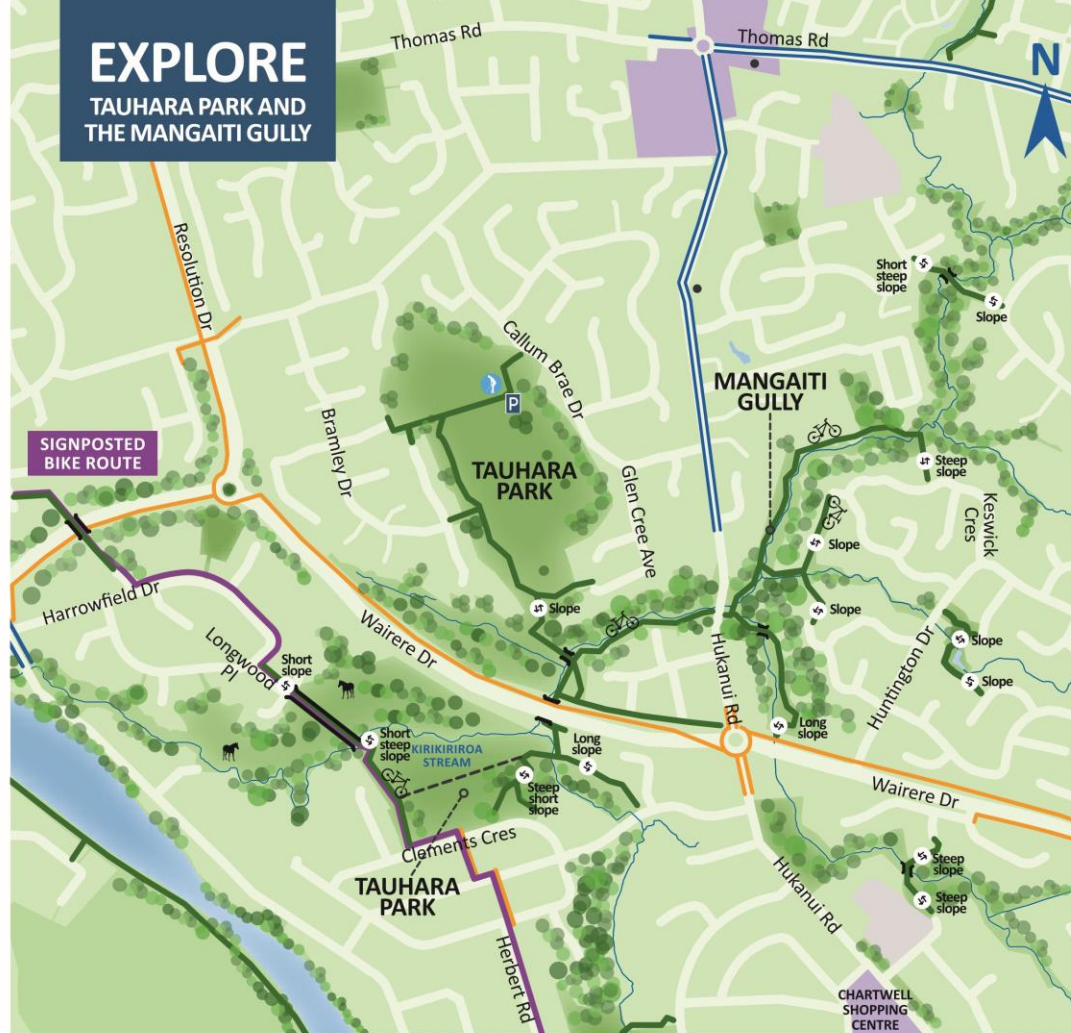 EXPLORE
TAUHARA PARK AND
THE MANGAITI GULLY
Thomas Rd
Thomas Rd
N
Resolution Dr
Short
steep
slope
Slope
Callum Brae Dr
MANGAITI
GULLY
P
Bramley Dr
SIGNPOSTED
BIKE ROUTE
TAUHARA
PARK
Glen Cree Ave
Steep
slope
Keswick
Cres
Slope
Harrowfield Dr
Slope
Slope
Wairere Dr
Longwood
Pl
Short
slope
Hukanui Rd
Huntington Dr
Slope
Slope
Short
steep
slope
KIRIKIRIROA
STREAM
Long
slope
Long
slope
Steep
short
slope
Wairere Dr
Clements Cres
TAUHARA
PARK
Hukanui Rd
Steep
slope
Steep
slope
Herbert Rd
CHARTWELL
SHOPPING
CENTRE